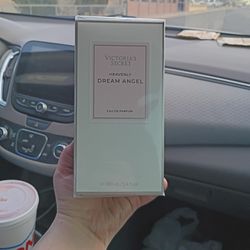 VICTORIA'S
SECRET
HEAVENLY
DREAM ANGEL
EAU DE PARFUM